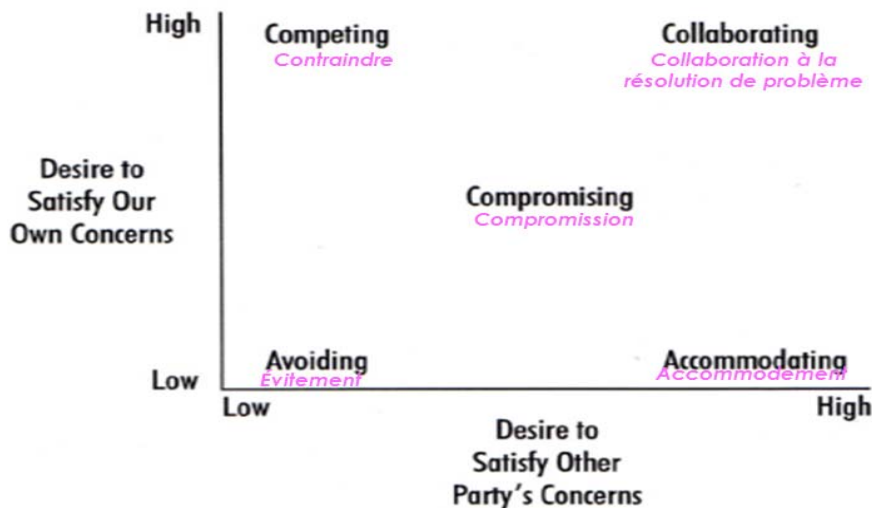 High
Competing
Contraindre
Collaborating
Collaboration à la
résolution de problème
Desire to
Satisfy Our
Own Concerns
Compromising
Compromission
Avoiding
Evitement
Accommodating
Accommodement
Low
Low
High
Desire to
Satisfy Other
Party's Concerns